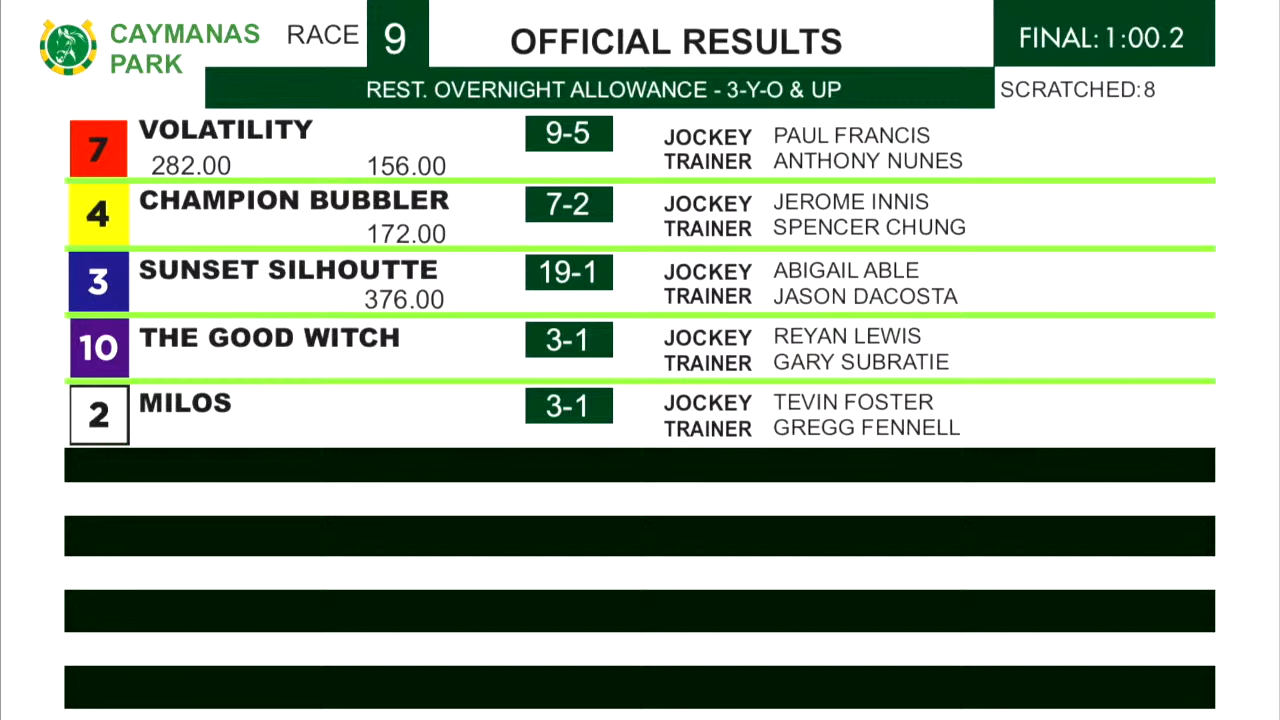 CAYMANAS PARK
RACE 9
OFFICIAL RESULTS
FINAL: 1:00.2
REST. OVERNIGHT ALLOWANCE - 3-Y-O & UP
SCRATCHED: 8
7 VOLATILITY 9-5 JOCKEY PAUL FRANCIS
282.00 156.00 TRAINER ANTHONY NUNES
4 CHAMPION BUBBLER 7-2 JOCKEY JEROME INNIS
172.00 TRAINER SPENCER CHUNG
3 SUNSET SILHOUTTE 19-1 JOCKEY ABIGAIL ABLE
376.00 TRAINER JASON DACOSTA
10 THE GOOD WITCH 3-1 JOCKEY REYAN LEWIS
TRAINER GARY SUBRATIE
2 MILOS 3-1 JOCKEY TEVIN FOSTER
TRAINER GREGG FENNELL